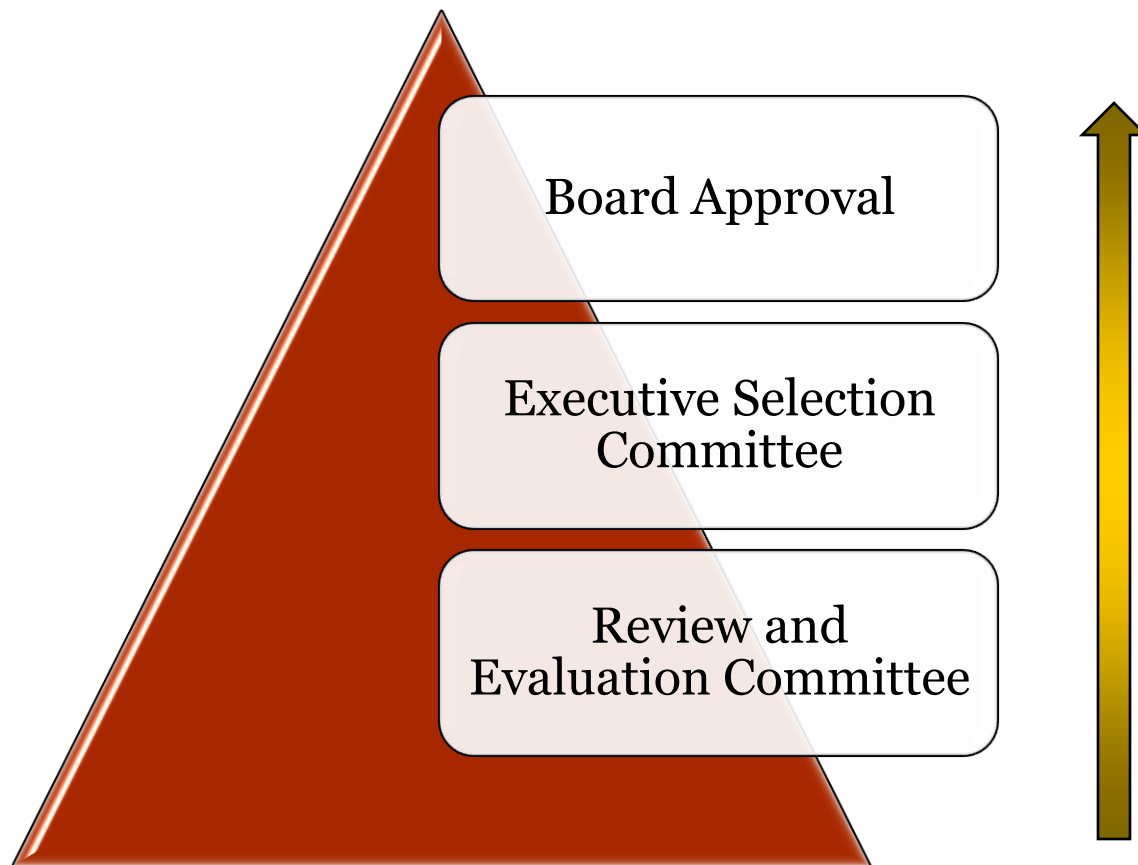 Board Approval
Executive Selection
Committee
Review and
Evaluation Committee